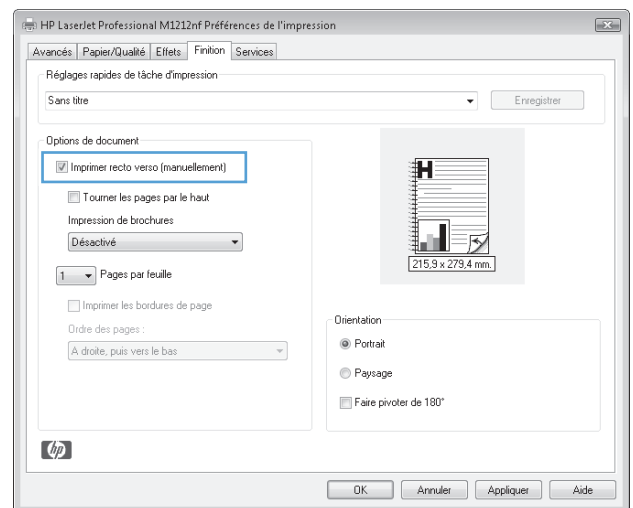 HP LaserJet Professional M1212nf Préférences de l'impression
Avancés Papier/Qualité Effets Finition Services
Réglages rapides de tâche d'impression
Sans titre Enregistrer
Options de document
Imprimer recto verso (manuellement)
Tourner les pages par le haut
Impression de brochures
Désactivé
1 Pages par feuille
Imprimer les bordures de page
Ordre des pages :
A droite, puis vers le bas
H
215,9 x 279,4 mm.
Orientation
Portrait
Paysage
Faire pivoter de 180°
hp
OK Annuler Appliquer Aide